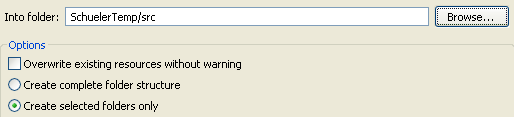 Into folder: SchuelerTemp/src Browse...
Options
Overwrite existing resources without warning
Create complete folder structure
Create selected folders only